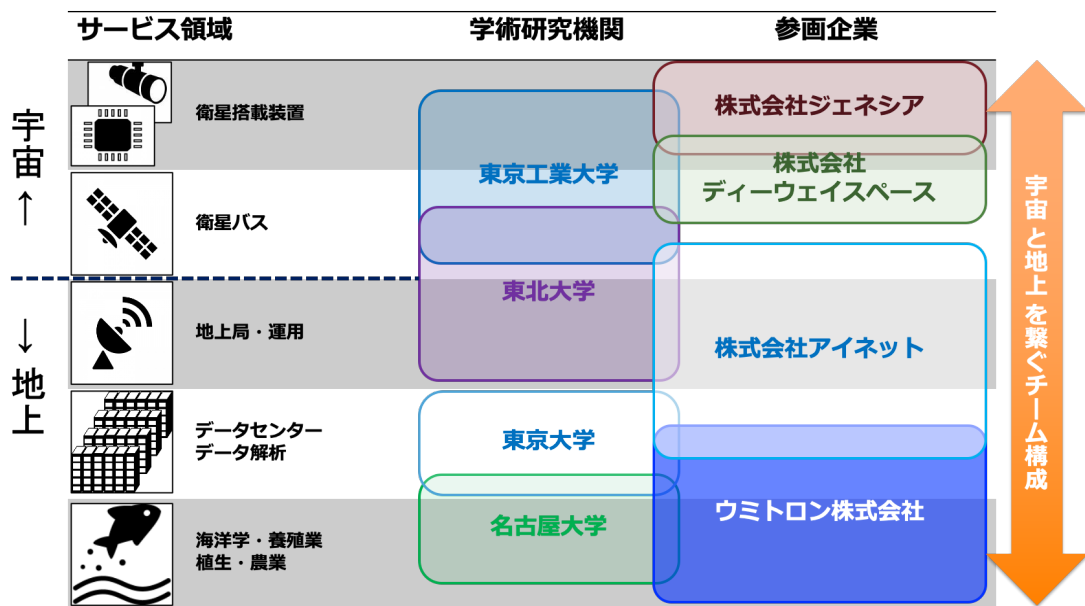 サービス領域
学術研究機関
参画企業
宇宙↑
↓地上
衛星搭載装置
東京工業大学
株式会社ジェネシア
株式会社
ディーウェイスペース
衛星バス
東北大学
地上局・運用
株式会社アイネット
データセンター
データ解析
東京大学
海洋学・養殖業
植生・農業
名古屋大学
ウミトロン株式会社
宇宙と地上を繋ぐチーム構成